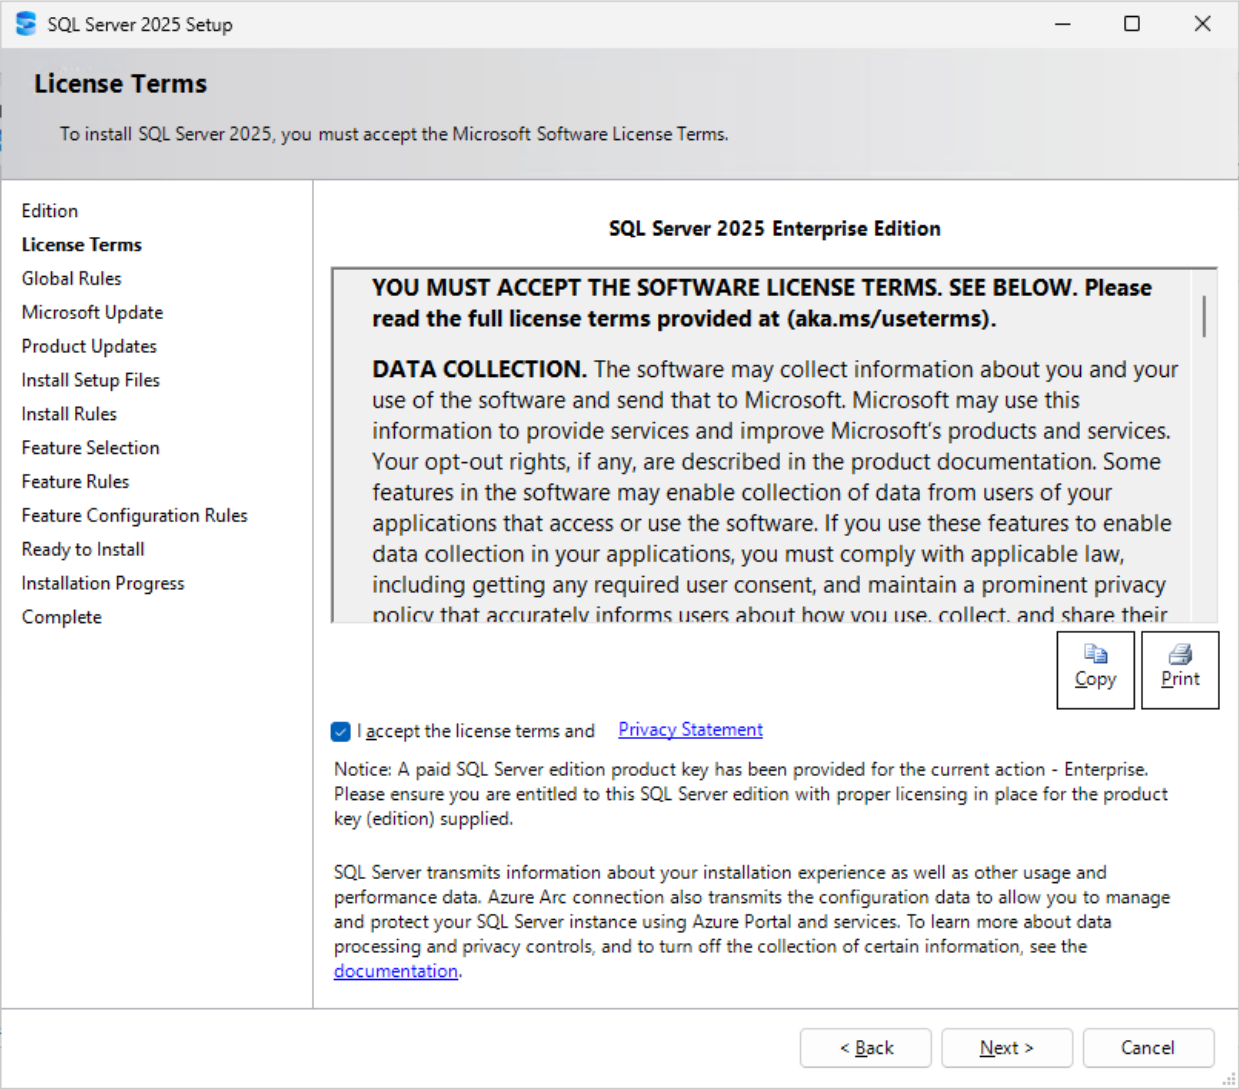 SQL Server 2025 Setup
License Terms
To install SQL Server 2025, you must accept the Microsoft Software License Terms.
Edition
License Terms
Global Rules
Microsoft Update
Product Updates
Install Setup Files
Install Rules
Feature Selection
Feature Rules
Feature Configuration Rules
Ready to Install
Installation Progress
Complete
SQL Server 2025 Enterprise Edition
YOU MUST ACCEPT THE SOFTWARE LICENSE TERMS. SEE BELOW. Please
read the full license terms provided at (aka.ms/useterms).
DATA COLLECTION. The software may collect information about you and your
use of the software and send that to Microsoft. Microsoft may use this
information to provide services and improve Microsoft's products and services.
Your opt-out rights, if any, are described in the product documentation. Some
features in the software may enable collection of data from users of your
applications that access or use the software. If you use these features to enable
data collection in your applications, you must comply with applicable law,
including getting any required user consent, and maintain a prominent privacy
policy that accurately informs users about how you use, collect, and share their
Copy
Print
I accept the license terms and Privacy Statement
Notice: A paid SQL Server edition product key has been provided for the current action - Enterprise.
Please ensure you are entitled to this SQL Server edition with proper licensing in place for the product
key (edition) supplied.
SQL Server transmits information about your installation experience as well as other usage and
performance data. Azure Arc connection also transmits the configuration data to allow you to manage
and protect your SQL Server instance using Azure Portal and services. To learn more about data
processing and privacy controls, and to turn off the collection of certain information, see the
documentation.
< Back
Next >
Cancel